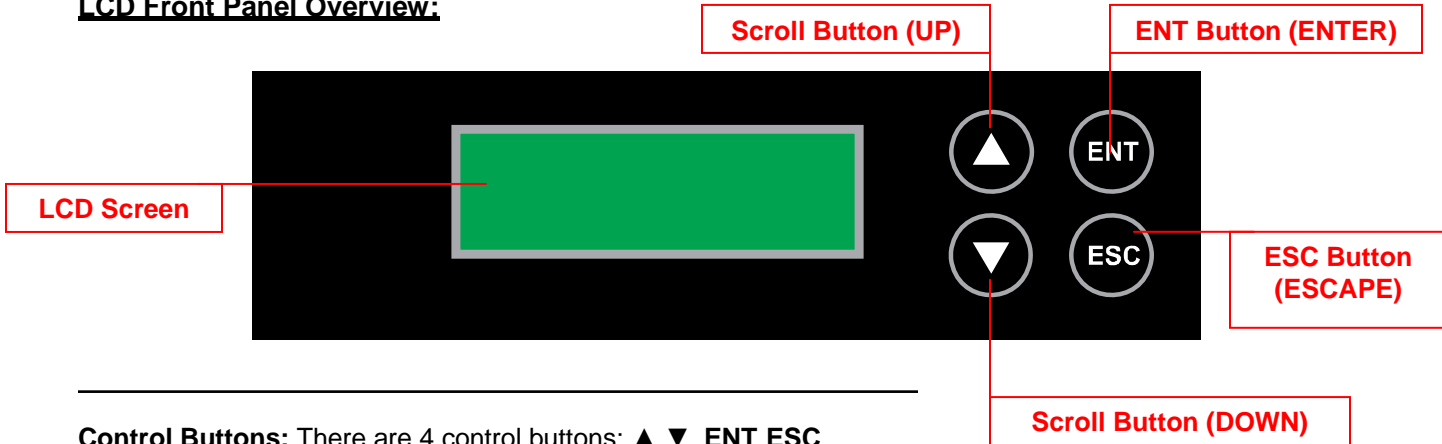 LCD Front Panel Overview:
Scroll Button (UP)
ENT Button (ENTER)
ENT
LCD Screen
ESC
ESC Button
(ESCAPE)
Scroll Button (DOWN)
Control Buttons: There are 4 control buttons: ▲ ▼ ENT ESC